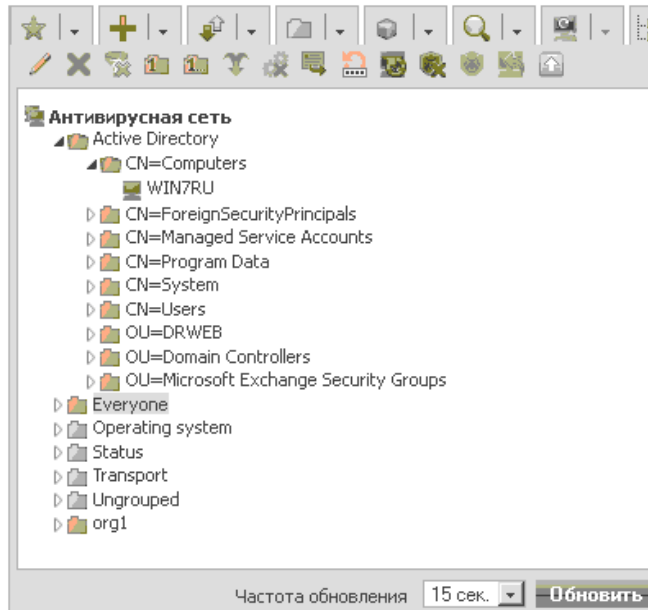 Антивирусная сеть
Active Directory
CN=Computers
WIN7RU
CN=ForeignSecurityPrincipals
CN=Managed Service Accounts
CN=Program Data
CN=System
CN=Users
OU=DRWEB
OU=Domain Controllers
OU=Microsoft Exchange Security Groups
Everyone
Operating system
Status
Transport
Ungrouped
org1
Частота обновления 15 сек. Обновить